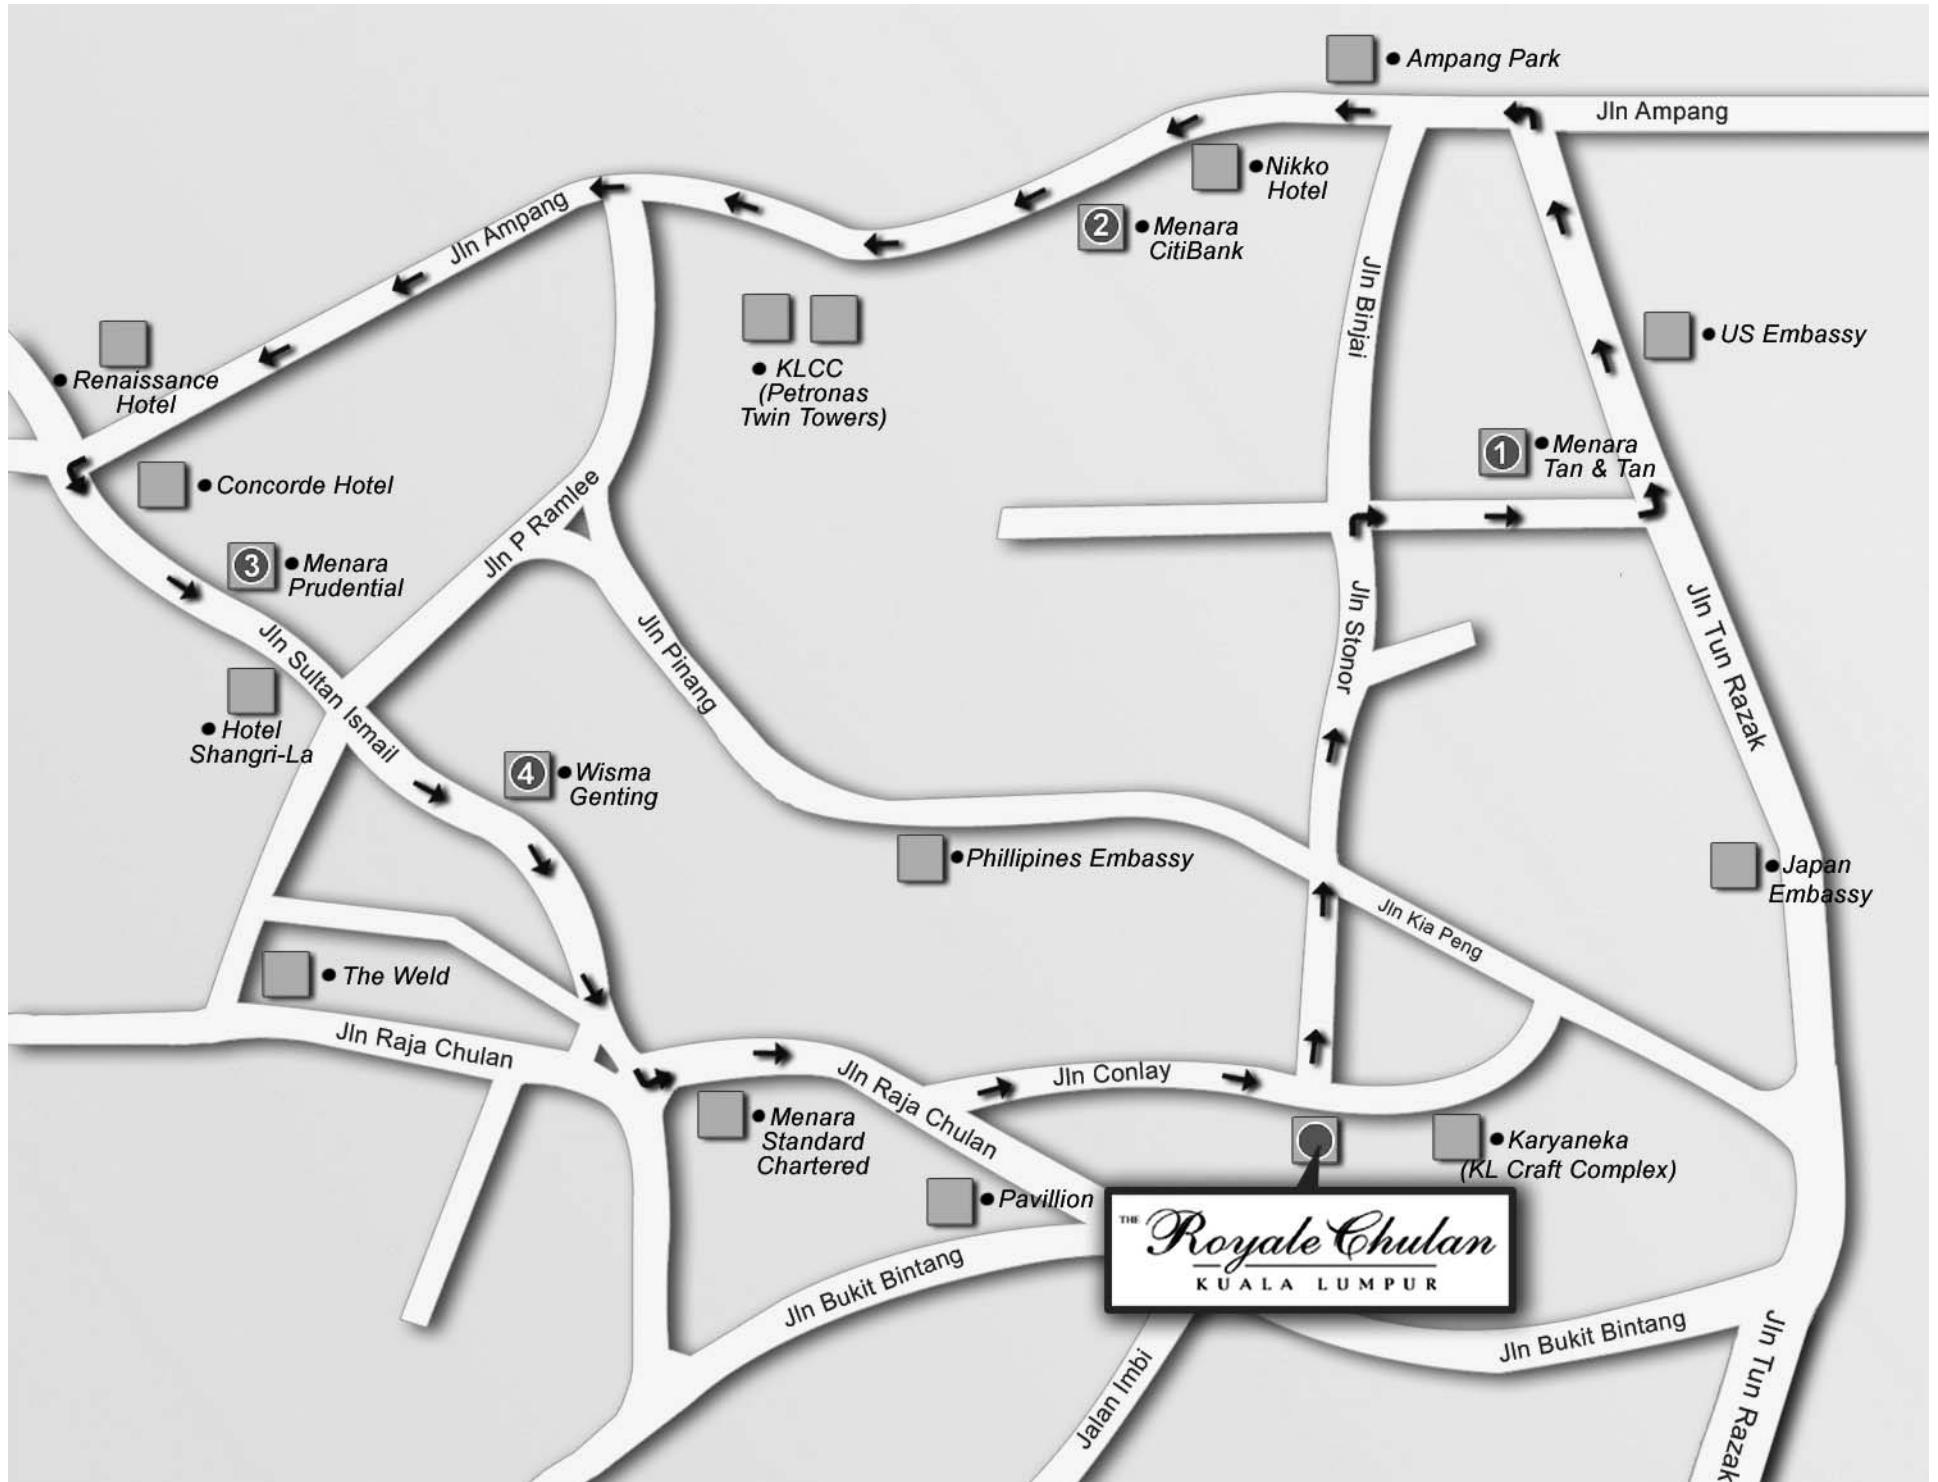 Ampang Park
Jln Ampang
Nikko
Hotel
2
Menara
CitiBank
Jln Ampang
Jln Binjai
US Embassy
Renaissance
Hotel
KLCC
(Petronas
Twin Towers)
1
Menara
Tan & Tan
Concorde Hotel
Jln P Ramlee
3
Menara
Prudential
Jln Sultan Ismail
Jln Pinang
Jln Stonor
Jln Tun Razak
Hotel
Shangri-La
4
Wisma
Genting
Phillipines Embassy
Japan
Embassy
Jln Kia Peng
The Weld
Jln Raja Chulan
Jln Raja Chulan
Jln Conlay
Menara
Standard
Chartered
Karyaneka
(KL Craft Complex)
Pavillion
THE
Royale Chulan
KUALA LUMPUR
Jln Bukit Bintang
Jln Bukit Bintang
Jalan Imbi
Jln Tun Razak